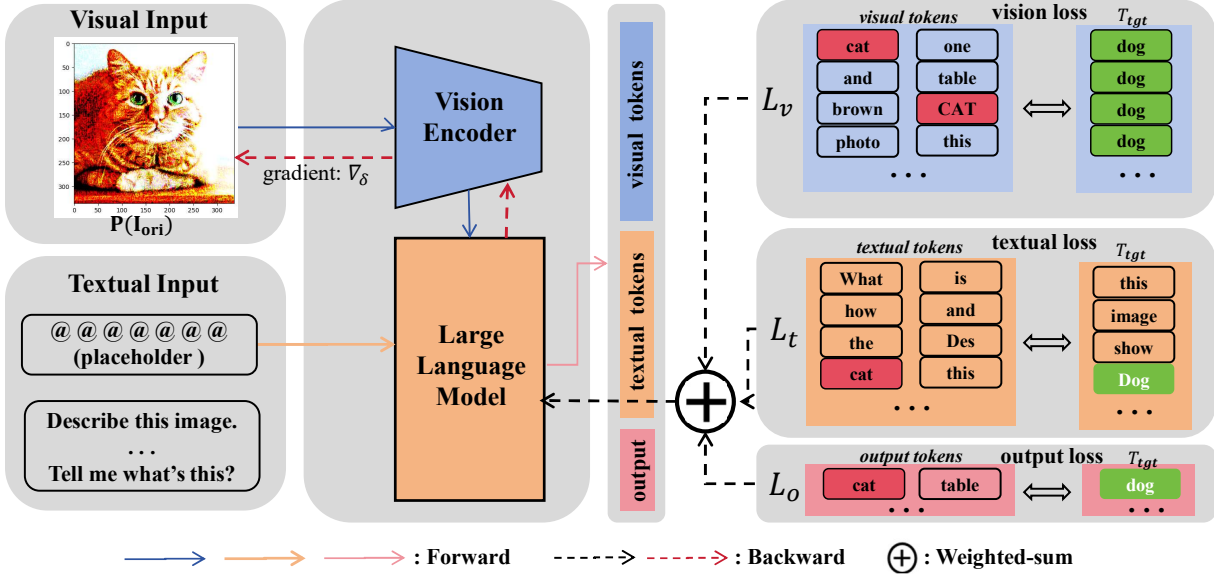 Visual Input
0
50
100
150
200
250
300
0 50 100 150 200 250 300
P(I_ori)
gradient: ∇_δ
Textual Input
@ @ @ @ @ @ @
(placeholder )
Describe this image.
. . .
Tell me what's this?
Vision
Encoder
Large
Language
Model
visual tokens
textual tokens
output
L_v
visual tokens
vision loss
T_tgt
cat one
and table
brown CAT
photo this
. . .
dog
dog
dog
dog
. . .
L_t
textual tokens
textual loss
T_tgt
What is
how and
the Des
cat this
. . .
this
image
show
Dog
. . .
L_o
output tokens
output loss
T_tgt
cat table
. . .
dog
. . .
: Forward
: Backward
: Weighted-sum